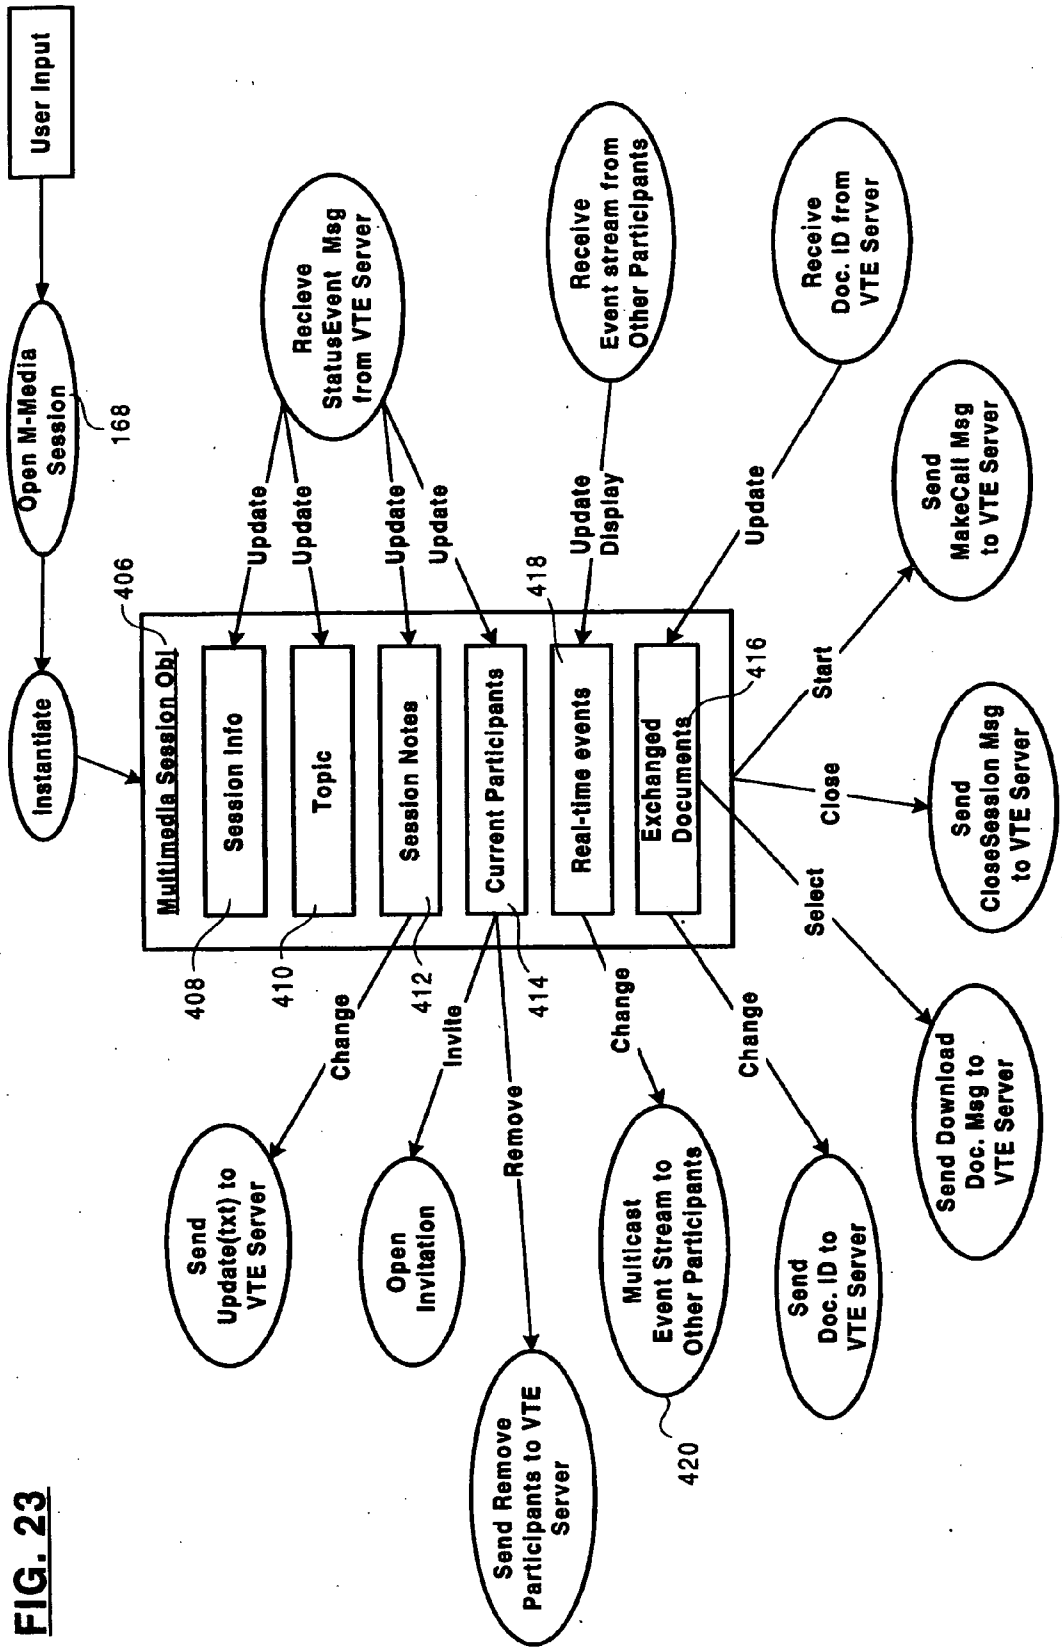 FIG. 23
User Input
Open M-Media
Session
168
Instantiate
406
Multimedia Session Obj
Session Info
408
Topic
410
Session Notes
412
Current Participants
414
Real-time events
418
Exchanged
Documents
416
Recieve
StatusEvent Msg
from VTE Server
Update
Update
Update
Update
Receive
Event stream from
Other Participants
Update
Display
Receive
Doc. ID from
VTE Server
Update
Change
Send
Update(txt) to
VTE Server
Invite
Open
Invitation
Remove
Send Remove
Participants to VTE
Server
Change
Multicast
Event Stream to
Other Participants
420
Change
Send
Doc. ID to
VTE Server
Select
Send Download
Doc. Msg to
VTE Server
Close
Send
CloseSession Msg
to VTE Server
Start
Send
MakeCall Msg
to VTE Server